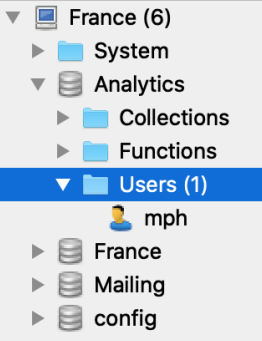 France (6)
System
Analytics
Collections
Functions
Users (1)
mph
France
Mailing
config